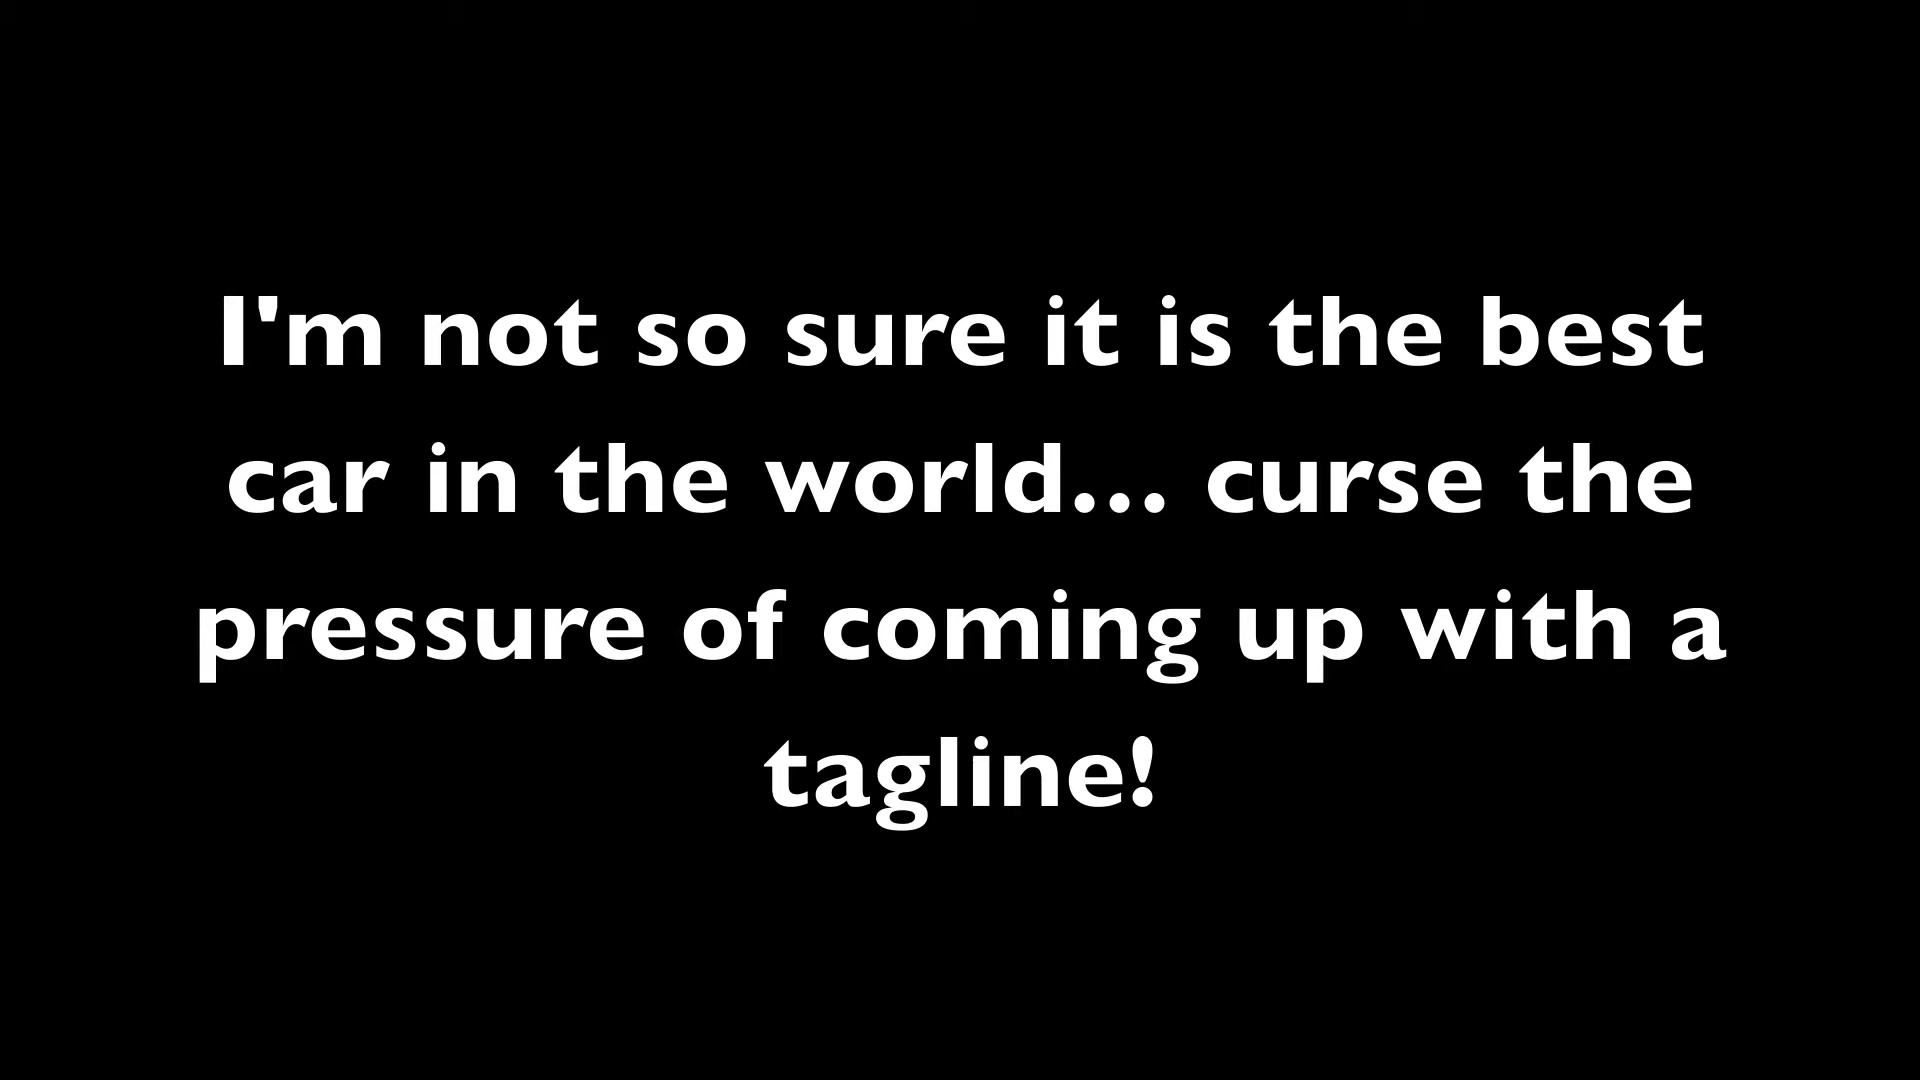 I'm not so sure it is the best
car in the world... curse the
pressure of coming up with a
tagline!